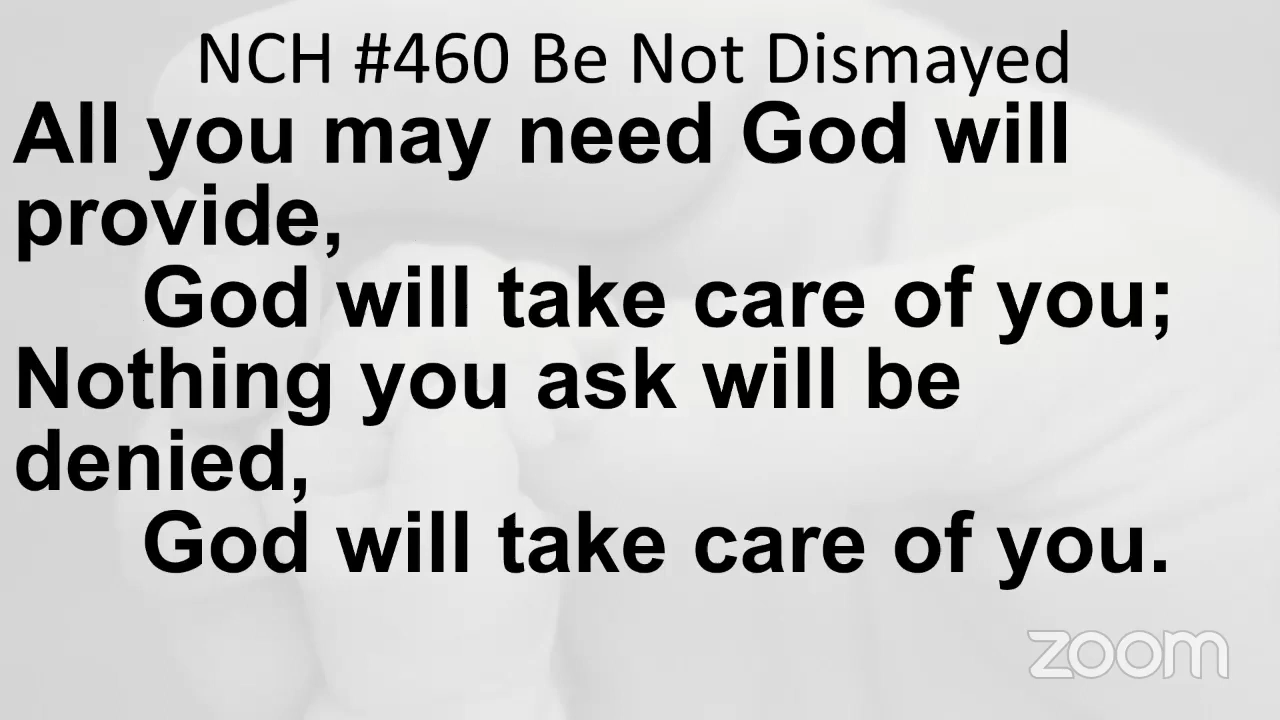 NCH #460 Be Not Dismayed
All you may need God will
provide,
God will take care of you;
Nothing you ask will be
denied,
God will take care of you.
zoom